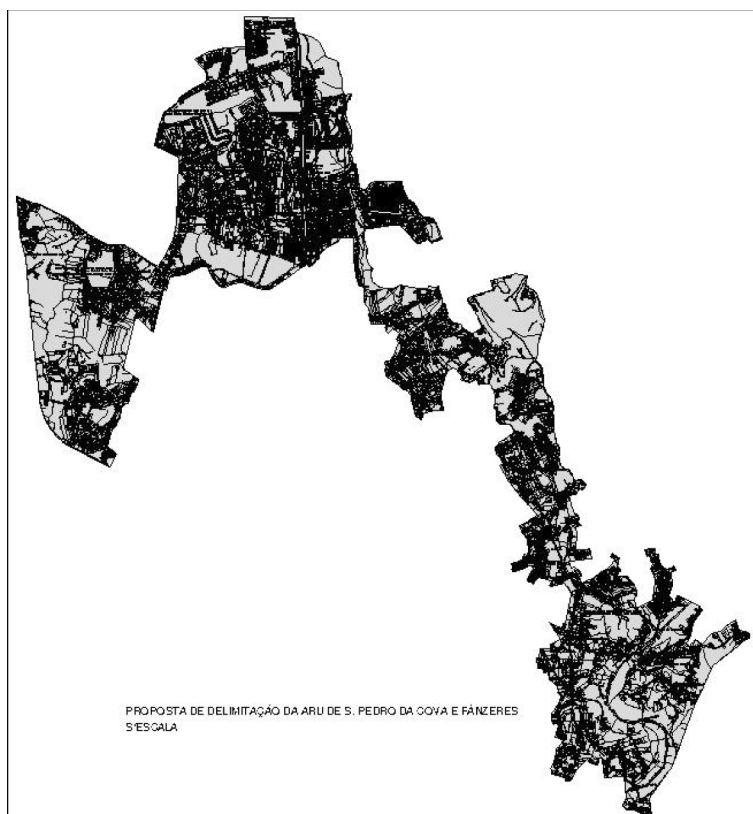 PROPOSTA DE DELIMITAÇÃO DA ARU DE S. PEDRO DA COVA E FÂNZERES
S/ESCALA